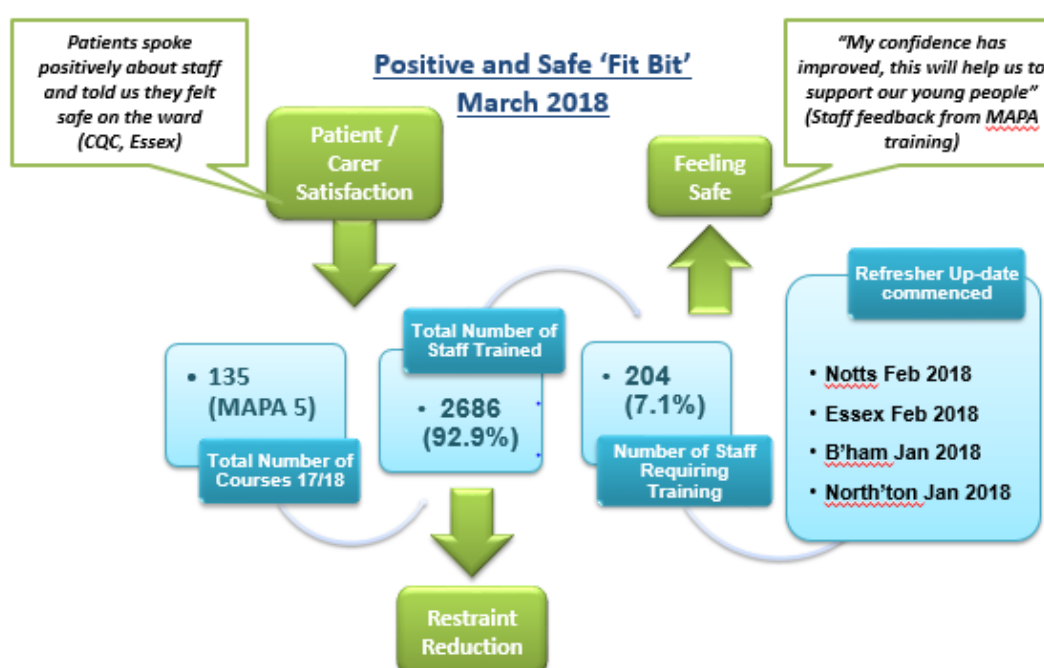 Patients spoke
positively about staff
and told us they felt
safe on the ward
(CQC, Essex)
Positive and Safe ‘Fit Bit’
March 2018
“My confidence has
improved, this will help us to
support our young people”
(Staff feedback from MAPA
training)
Patient /
Carer
Satisfaction
Feeling
Safe
Refresher Up-date
commenced
• Notts Feb 2018
• Essex Feb 2018
• B’ham Jan 2018
• North’ton Jan 2018
• 135
(MAPA 5)
Total Number of
Courses 17/18
Total Number of
Staff Trained
• 2686
(92.9%)
• 204
(7.1%)
Number of Staff
Requiring
Training
Restraint
Reduction